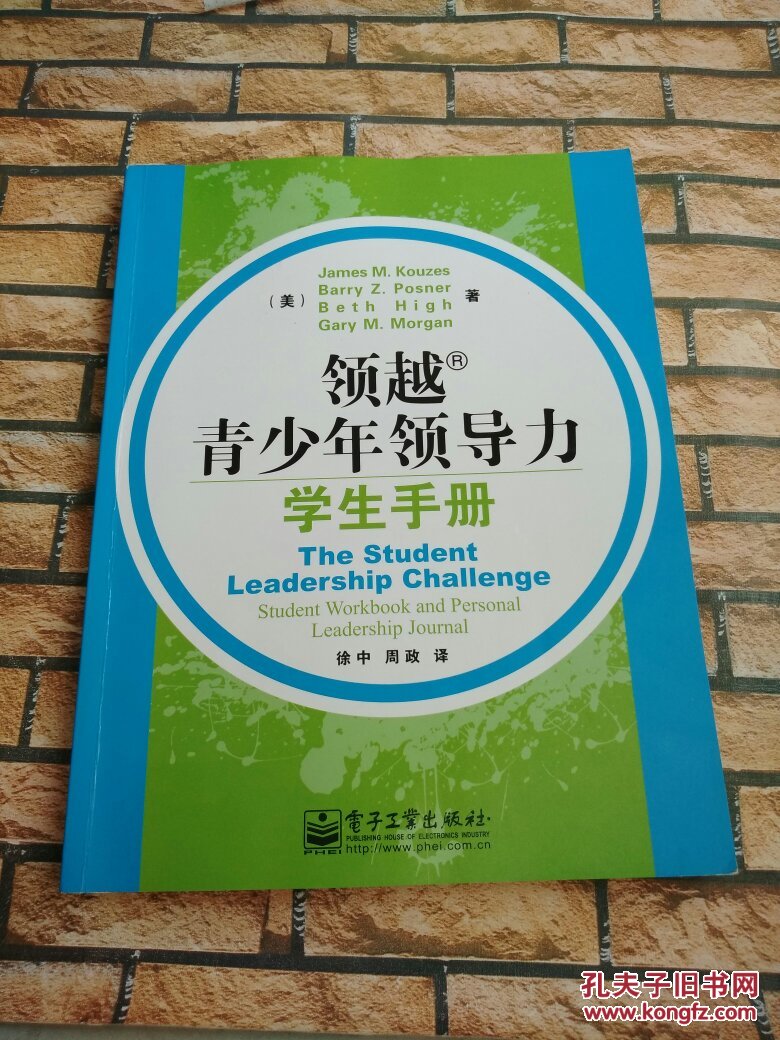 James M. Kouzes
Barry Z. Posner
（美） Beth High 著
Gary M. Morgan
领越®
青少年领导力
学生手册
The Student
Leadership Challenge
Student Workbook and Personal
Leadership Journal
徐中 周政 译
電子工業出版社·
PUBLISHING HOUSE OF ELECTRONICS INDUSTRY
PHEI http://www.phei.com.cn
孔夫子旧书网
www.kongfz.com